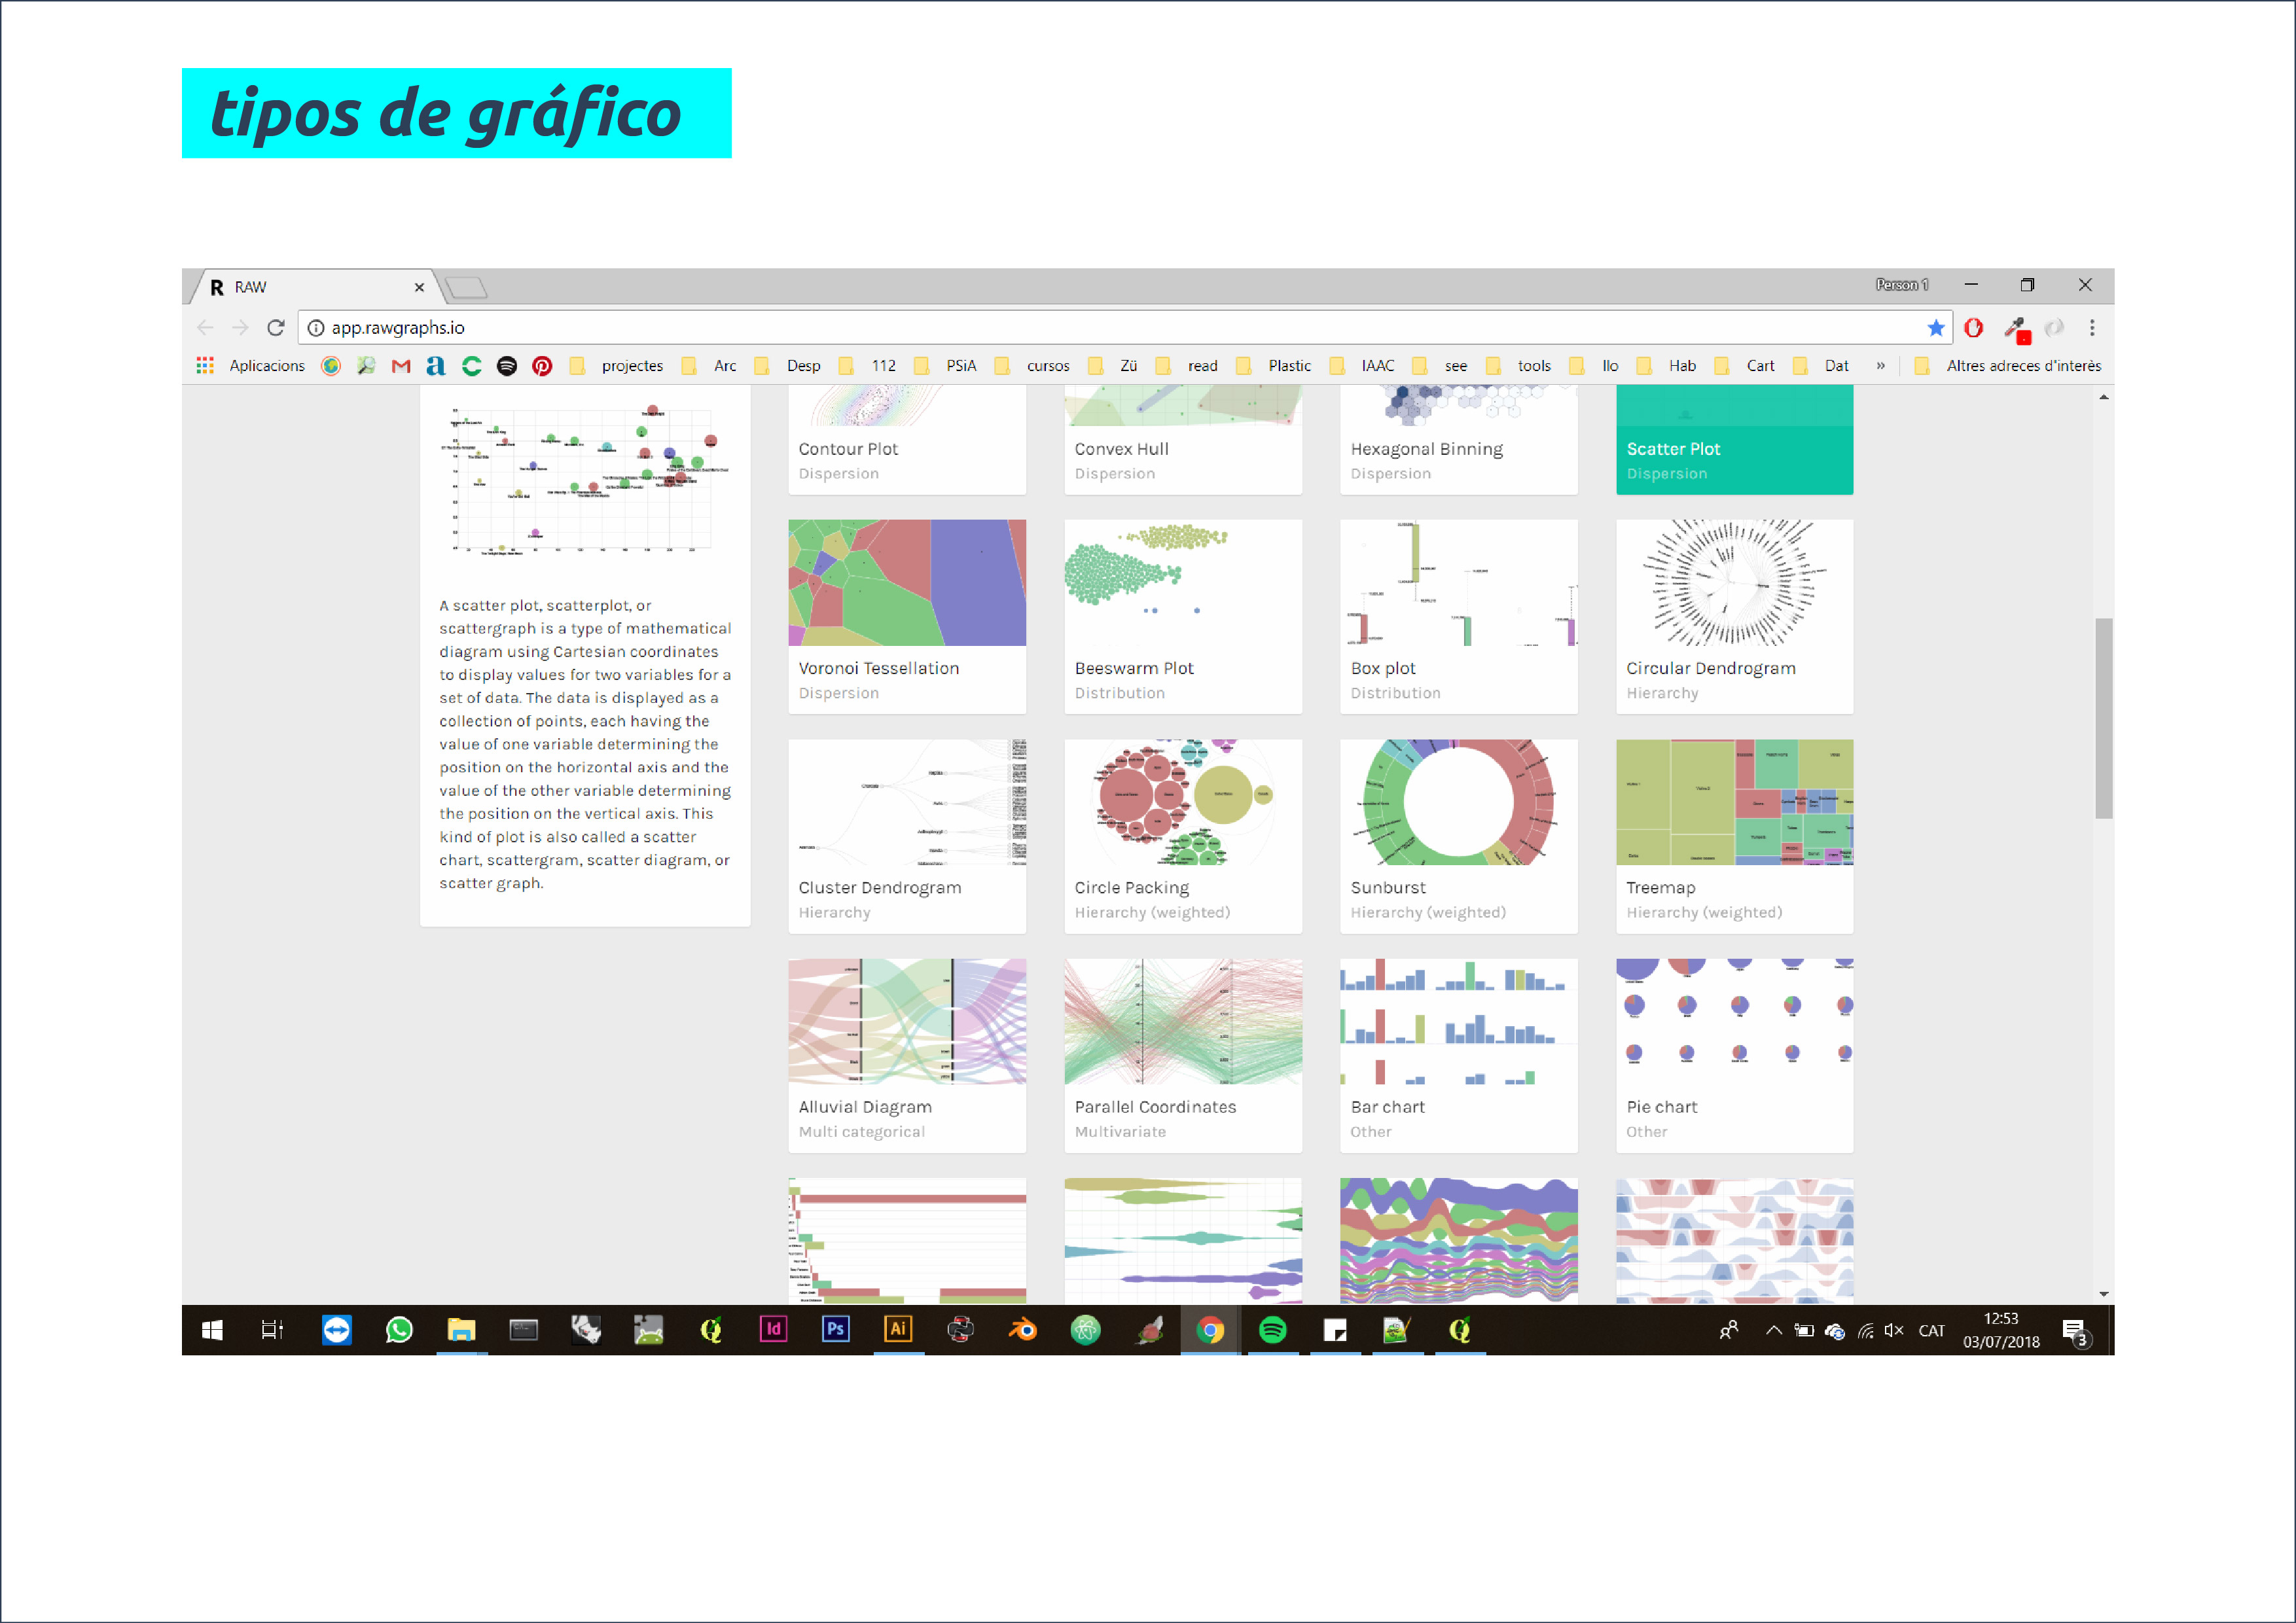 tipos de gráfico
RAW
Person 1
app.rawgraphs.io
Aplicacions projectes Arc Desp 112 PSiA cursos Zü read Plastic IAAC see tools llo Hab Cart Dat » Altres adreces d'interès
Contour Plot
Dispersion
Convex Hull
Dispersion
Hexagonal Binning
Dispersion
Scatter Plot
Dispersion
A scatter plot, scatterplot, or
scattergraph is a type of mathematical
diagram using Cartesian coordinates
to display values for two variables for a
set of data. The data is displayed as a
collection of points, each having the
value of one variable determining the
position on the horizontal axis and the
value of the other variable determining
the position on the vertical axis. This
kind of plot is also called a scatter
chart, scattergram, scatter diagram, or
scatter graph.
Voronoi Tessellation
Dispersion
Beeswarm Plot
Distribution
Box plot
Distribution
Circular Dendrogram
Hierarchy
Cluster Dendrogram
Hierarchy
Circle Packing
Hierarchy (weighted)
Sunburst
Hierarchy (weighted)
Treemap
Hierarchy (weighted)
Alluvial Diagram
Multi categorical
Parallel Coordinates
Multivariate
Bar chart
Other
Pie chart
Other
Id
Ps
Ai
CAT
12:53
03/07/2018
3